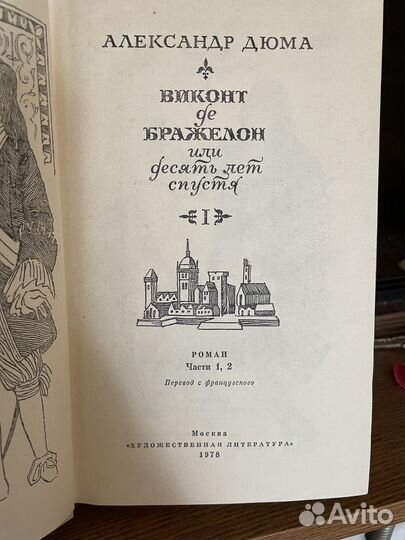 АЛЕКСАНДР ДЮМА
ВИКОНТ
де
БРАЖЕЛОН
или
десять лет
спустя
I
РОМАН
Части 1, 2
Перевод с французского
Москва
«ХУДОЖЕСТВЕННАЯ ЛИТЕРАТУРА»
1978
Avito